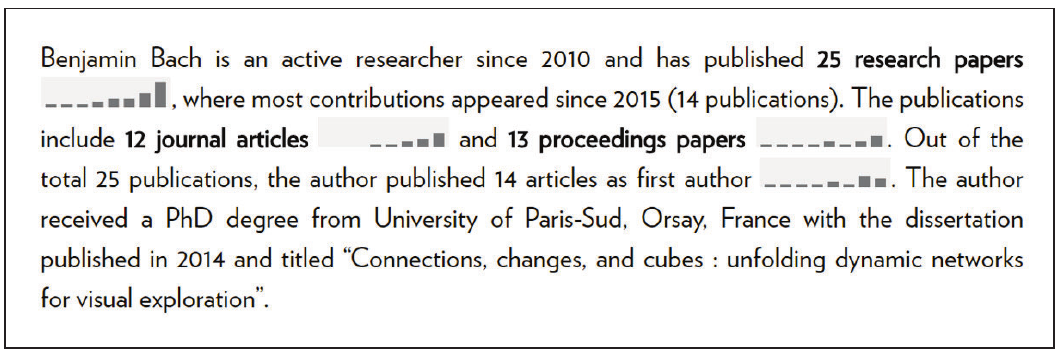 Benjamin Bach is an active researcher since 2010 and has published 25 research papers
, where most contributions appeared since 2015 (14 publications). The publications
include 12 journal articles and 13 proceedings papers . Out of the
total 25 publications, the author published 14 articles as first author . The author
received a PhD degree from University of Paris-Sud, Orsay, France with the dissertation
published in 2014 and titled “Connections, changes, and cubes : unfolding dynamic networks
for visual exploration”.